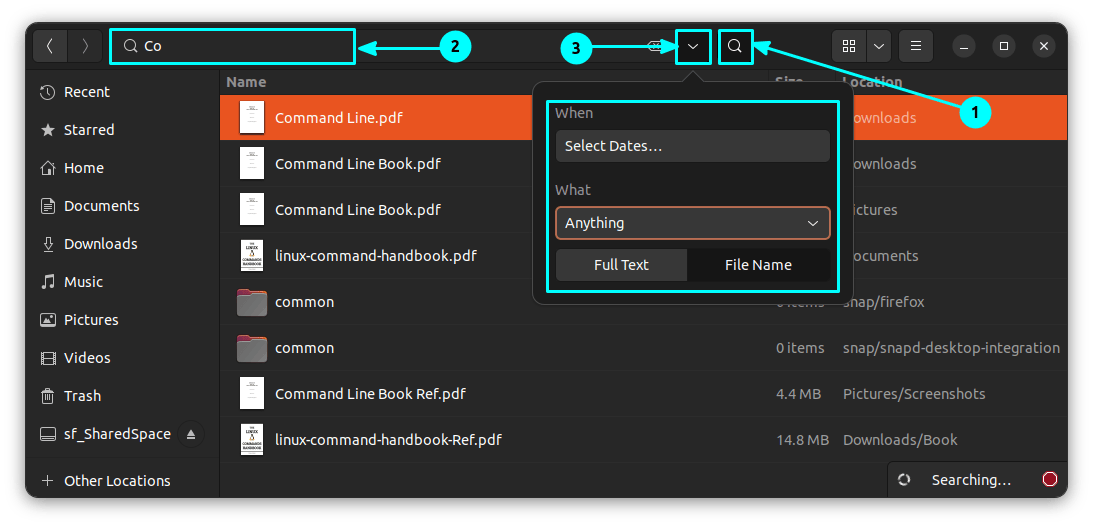 Co
2
3
1
Recent
Starred
Home
Documents
Downloads
Music
Pictures
Videos
Trash
sf_SharedSpace
Other Locations
Name
Size
Location
Command Line.pdf
Command Line Book.pdf
Command Line Book.pdf
linux-command-handbook.pdf
common
common
0 items
snap/snapd-desktop-integration
Command Line Book Ref.pdf
4.4 MB
Pictures/Screenshots
linux-command-handbook-Ref.pdf
14.8 MB
Downloads/Book
ownloads
ownloads
ictures
ocuments
0 items
snap/firefox
When
Select Dates...
What
Anything
Full Text
File Name
Searching...